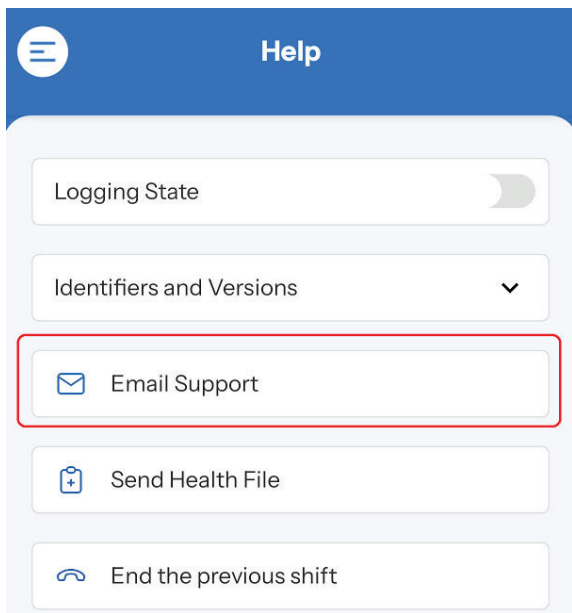 Help
Logging State
Identifiers and Versions
Email Support
Send Health File
End the previous shift